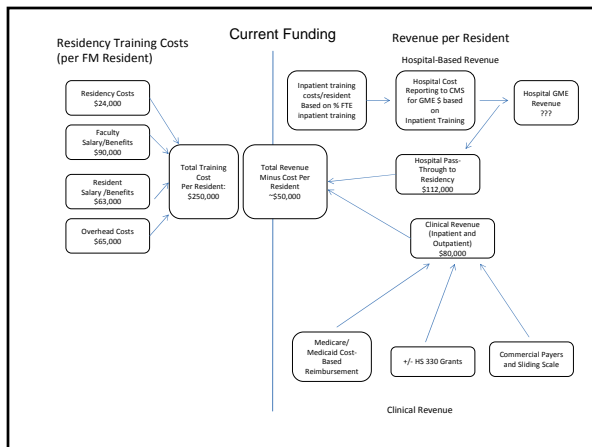 Current Funding
Residency Training Costs
(per FM Resident)
Revenue per Resident
Hospital-Based Revenue
Residency Costs
$24,000
Faculty
Salary/Benefits
$90,000
Resident
Salary /Benefits
$63,000
Overhead Costs
$65,000
Total Training
Cost
Per Resident:
$250,000
Total Revenue
Minus Cost Per
Resident
~$50,000
Inpatient training
costs/resident
Based on % FTE
inpatient training
Hospital Cost
Reporting to CMS
for GME $ based
on
Inpatient Training
Hospital GME
Revenue
???
Hospital Pass-
Through to
Residency
$112,000
Clinical Revenue
(Inpatient and
Outpatient)
$80,000
Medicare/
Medicaid Cost-
Based
Reimbursement
+/- HS 330 Grants
Commercial Payers
and Sliding Scale
Clinical Revenue